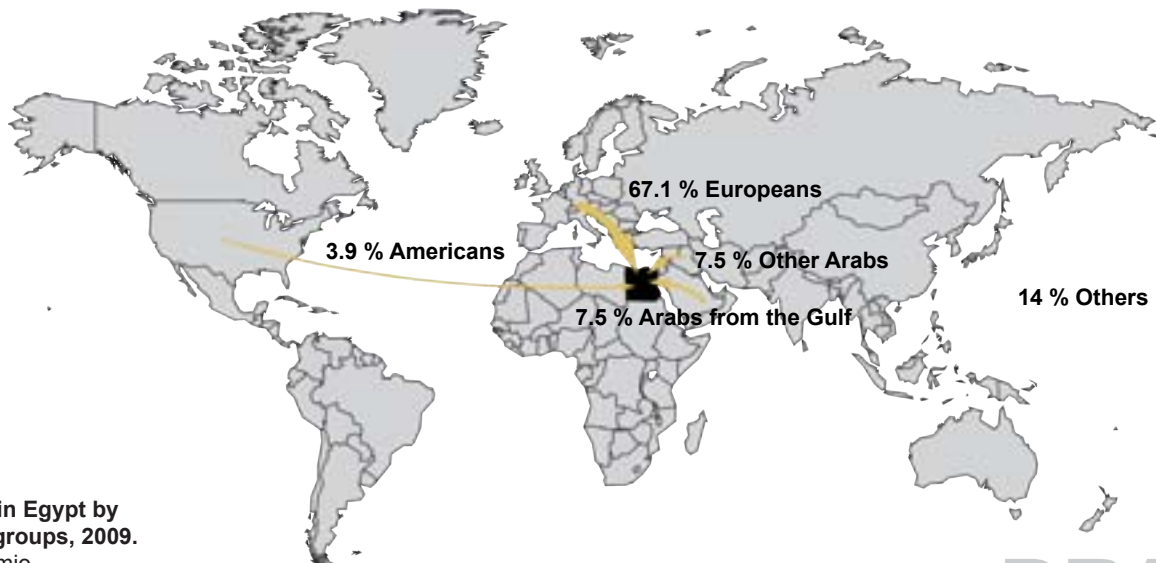 67.1 % Europeans
3.9 % Americans
7.5 % Other Arabs
14 % Others
7.5 % Arabs from the Gulf
in Egypt by
groups, 2009.